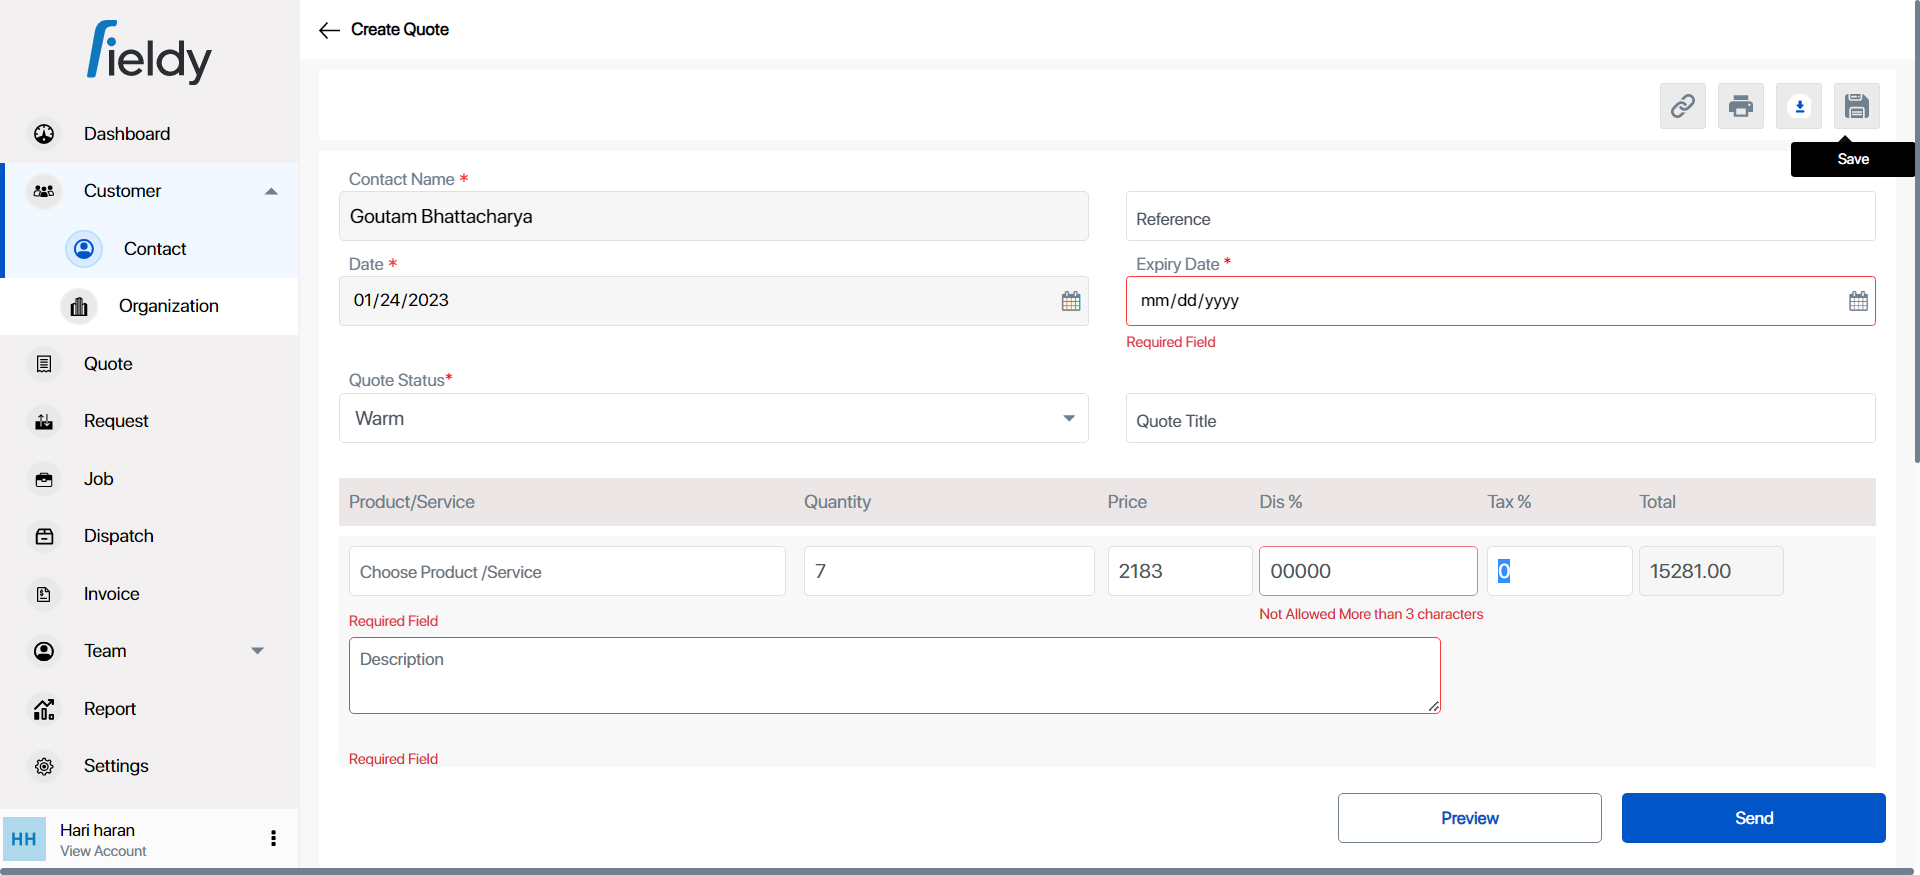 fieldy
Create Quote
Dashboard
Customer
Contact
Organization
Quote
Request
Job
Dispatch
Invoice
Team
Report
Settings
HH
Hari haran
View Account
Save
Contact Name *
Goutam Bhattacharya
Reference
Date *
01/24/2023
Expiry Date *
mm/dd/yyyy
Required Field
Quote Status*
Warm
Quote Title
Product/Service Quantity Price Dis % Tax % Total
Choose Product /Service 7 2183 00000 0 15281.00
Required Field
Not Allowed More than 3 characters
Description
Required Field
Preview
Send